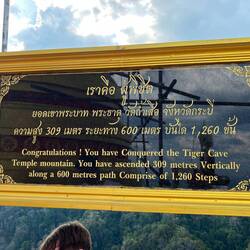 เราคือ ผู้พิชิต
ยอดเขาพระบาท พระธาตุ วัดถ้ำเสือ จังหวัดกระบี่
ความสูง 309 เมตร ระยะทาง 600 เมตร บันได 1,260 ขั้น
Congratulations ! You have Conquered the Tiger Cave
Temple mountain. You have ascended 309 metres Vertically
along a 600 metres path Comprise of 1,260 Steps